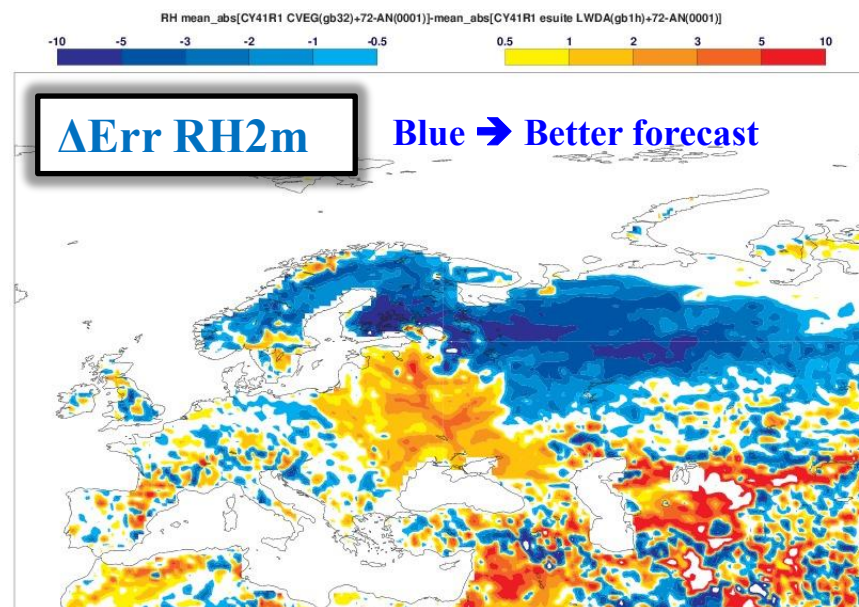 RH mean_abs[CY41R1 CVEG(gb32)+72-AN(0001)]-mean_abs[CY41R1 esuite LWDA(gb1h)+72-AN(0001)]
-10 -5 -3 -2 -1 -0.5 0.5 1 2 3 5 10
ΔErr RH2m
Blue ➔ Better forecast